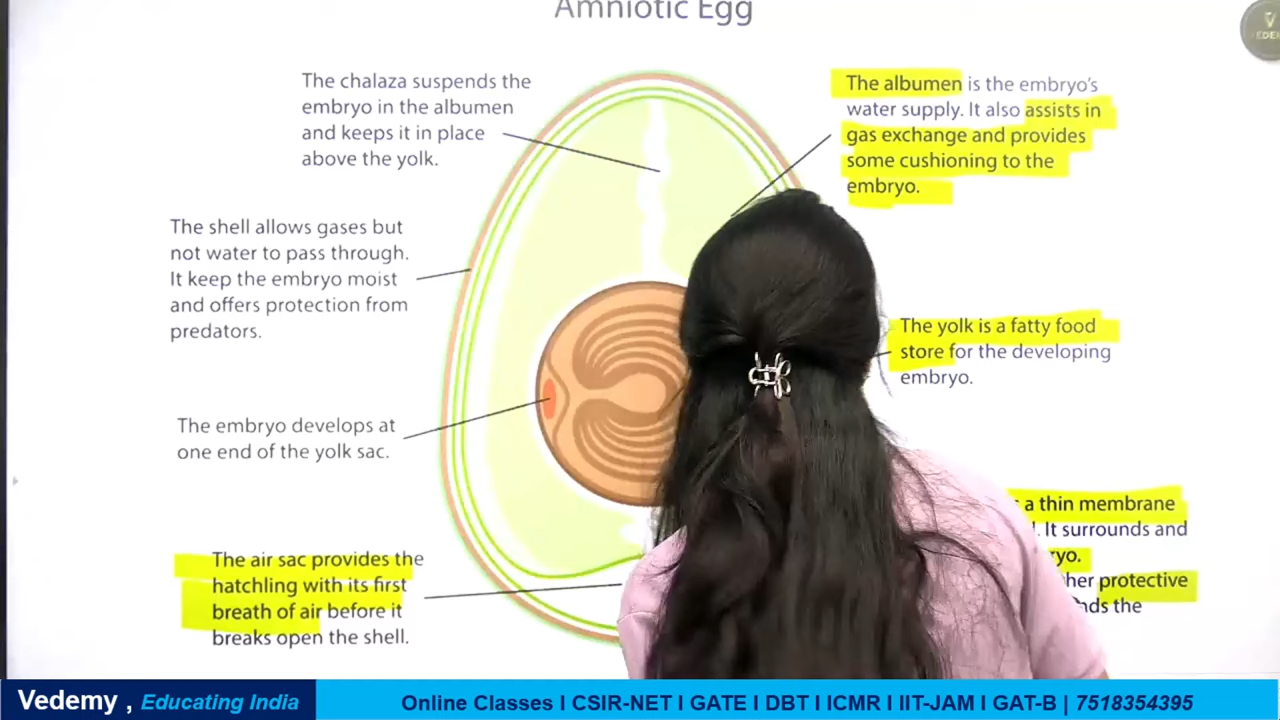 Amniotic Egg
The chalaza suspends the
embryo in the albumen
and keeps it in place
above the yolk.
The albumen is the embryo's
water supply. It also assists in
gas exchange and provides
some cushioning to the
embryo.
The shell allows gases but
not water to pass through.
It keep the embryo moist
and offers protection from
predators.
The yolk is a fatty food
store for the developing
embryo.
The embryo develops at
one end of the yolk sac.
a thin membrane
It surrounds and
protective
the
The air sac provides the
hatchling with its first
breath of air before it
breaks open the shell.
Vedemy , Educating India
Online Classes I CSIR-NET I GATE I DBT I ICMR I IIT-JAM I GAT-B | 7518354395